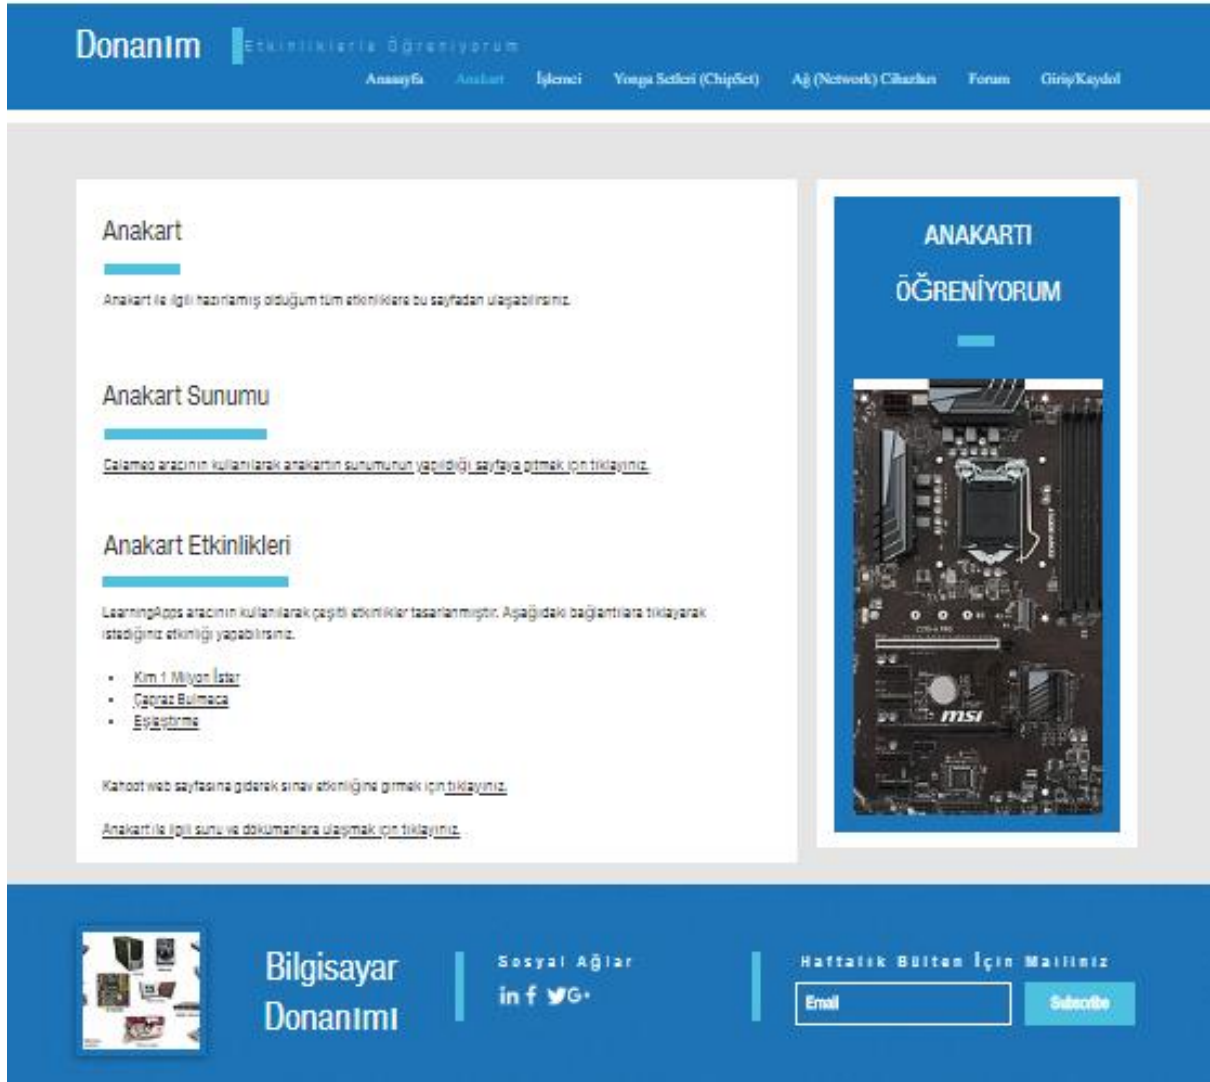 Donanım
Etkinliklerle Öğreniyorum
Anasayfa Anakart İşlemci Yonga Setleri (ChipSet) Ağ (Network) Cihazları Forum Giriş/Kaydol
Anakart
Anakart ile ilgili hazırlamış olduğum tüm etkinliklere bu sayfadan ulaşabilirsiniz.
Anakart Sunumu
Calameo aracının kullanılarak anakartın sunumunun yapıldığı sayfaya gitmek için tıklayınız.
Anakart Etkinlikleri
LearningApps aracının kullanılarak çeşitli etkinlikler tasarlanmıştır. Aşağıdaki bağlantılara tıklayarak
istediğiniz etkinliği yapabilirsiniz.
Kim 1 Milyon İster
Çapraz Bulmaca
Eşleştirme
Kahoot web sayfasına giderek sınav etkinliğine girmek için tıklayınız.
Anakart ile ilgili sunu ve dökümanlara ulaşmak için tıklayınız.
ANAKARTI
ÖĞRENİYORUM
msi
Bilgisayar
Donanımı
Sosyal Ağlar
in f G+
Haftalık Bülten İçin Mailiniz
Email
Subscribe